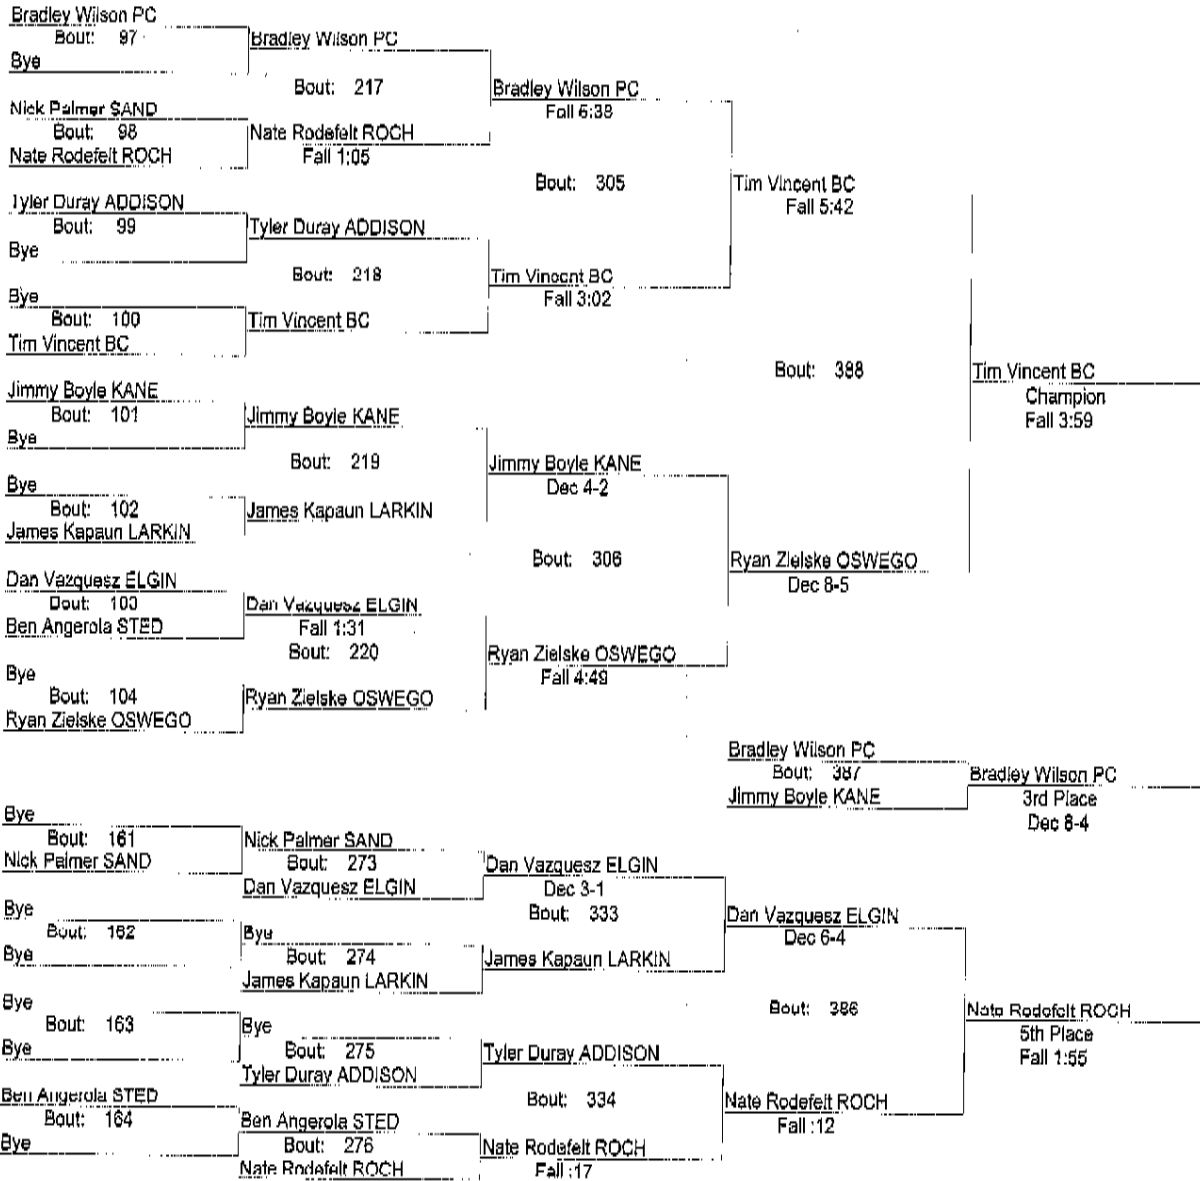 Bradley Wilson PC
Bout: 97
Bradley Wilson PC
Bye
Bout: 217
Bradley Wilson PC
Fall 5:38
Nick Palmer SAND
Bout: 98
Nate Rodefelt ROCH
Nate Rodefelt ROCH
Fall 1:05
Bout: 305
Tim Vincent BC
Fall 5:42
Tyler Duray ADDISON
Bout: 99
Tyler Duray ADDISON
Bye
Bout: 218
Tim Vincent BC
Fall 3:02
Bye
Bout: 100
Tim Vincent BC
Tim Vincent BC
Bout: 388
Tim Vincent BC
Champion
Fall 3:59
Jimmy Boyle KANE
Bout: 101
Jimmy Boyle KANE
Bye
Bout: 219
Jimmy Boyle KANE
Dec 4-2
Bye
Bout: 102
James Kapaun LARKIN
James Kapaun LARKIN
Bout: 306
Ryan Zielske OSWEGO
Dec 8-5
Dan Vazquesz ELGIN
Bout: 103
Dan Vazquesz ELGIN
Ben Angerola STED
Fall 1:31
Bout: 220
Ryan Zielske OSWEGO
Fall 4:49
Bye
Bout: 104
Ryan Zielske OSWEGO
Ryan Zielske OSWEGO
Bradley Wilson PC
Bout: 387
Bradley Wilson PC
Jimmy Boyle KANE
3rd Place
Dec 8-4
Bye
Bout: 161
Nick Palmer SAND
Nick Palmer SAND
Bout: 273
Dan Vazquesz ELGIN
Dan Vazquesz ELGIN
Dec 3-1
Bye
Bout: 333
Dan Vazquesz ELGIN
Dec 6-4
Bout: 162
Bye
Bye
Bout: 274
James Kapaun LARKIN
James Kapaun LARKIN
Bye
Bout: 386
Nate Rodefelt ROCH
5th Place
Fall 1:55
Bout: 163
Bye
Bye
Bout: 275
Tyler Duray ADDISON
Tyler Duray ADDISON
Ben Angerola STED
Bout: 334
Nate Rodefelt ROCH
Fall :12
Bout: 164
Ben Angerola STED
Bye
Bout: 276
Nate Rodefelt ROCH
Nate Rodefelt ROCH
Fall :17